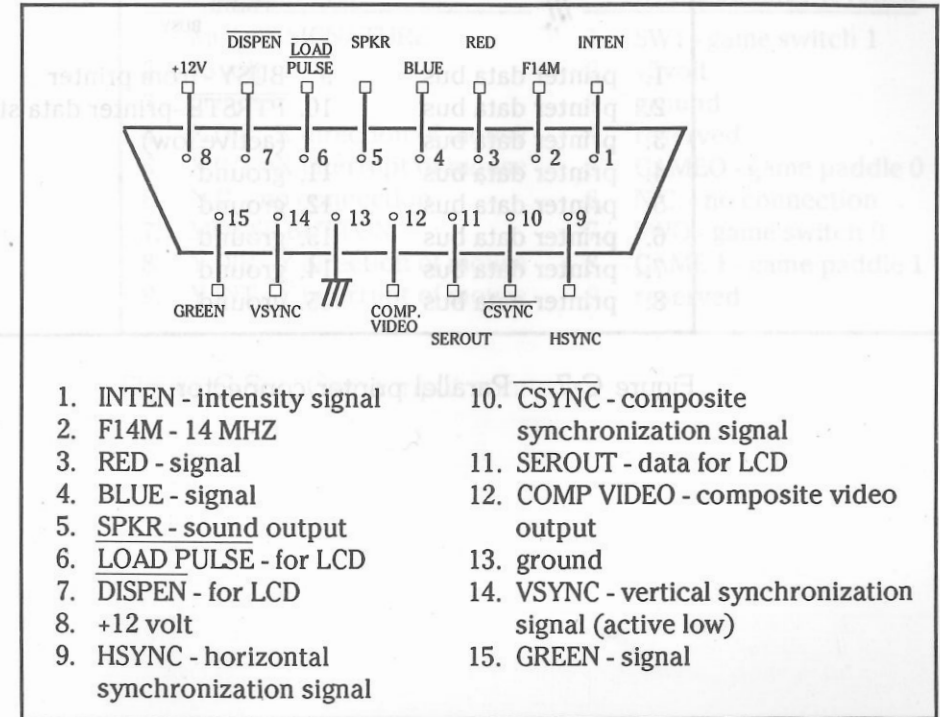 DISPEN LOAD SPKR RED INTEN
+12V PULSE BLUE F14M
8 7 6 5 4 3 2 1
15 14 13 12 11 10 9
GREEN VSYNC COMP. CSYNC
VIDEO
SEROUT HSYNC
1. INTEN - intensity signal
2. F14M - 14 MHZ
3. RED - signal
4. BLUE - signal
5. SPKR - sound output
6. LOAD PULSE - for LCD
7. DISPEN - for LCD
8. +12 volt
9. HSYNC - horizontal
synchronization signal
10. CSYNC - composite
synchronization signal
11. SEROUT - data for LCD
12. COMP VIDEO - composite video
output
13. ground
14. VSYNC - vertical synchronization
signal (active low)
15. GREEN - signal